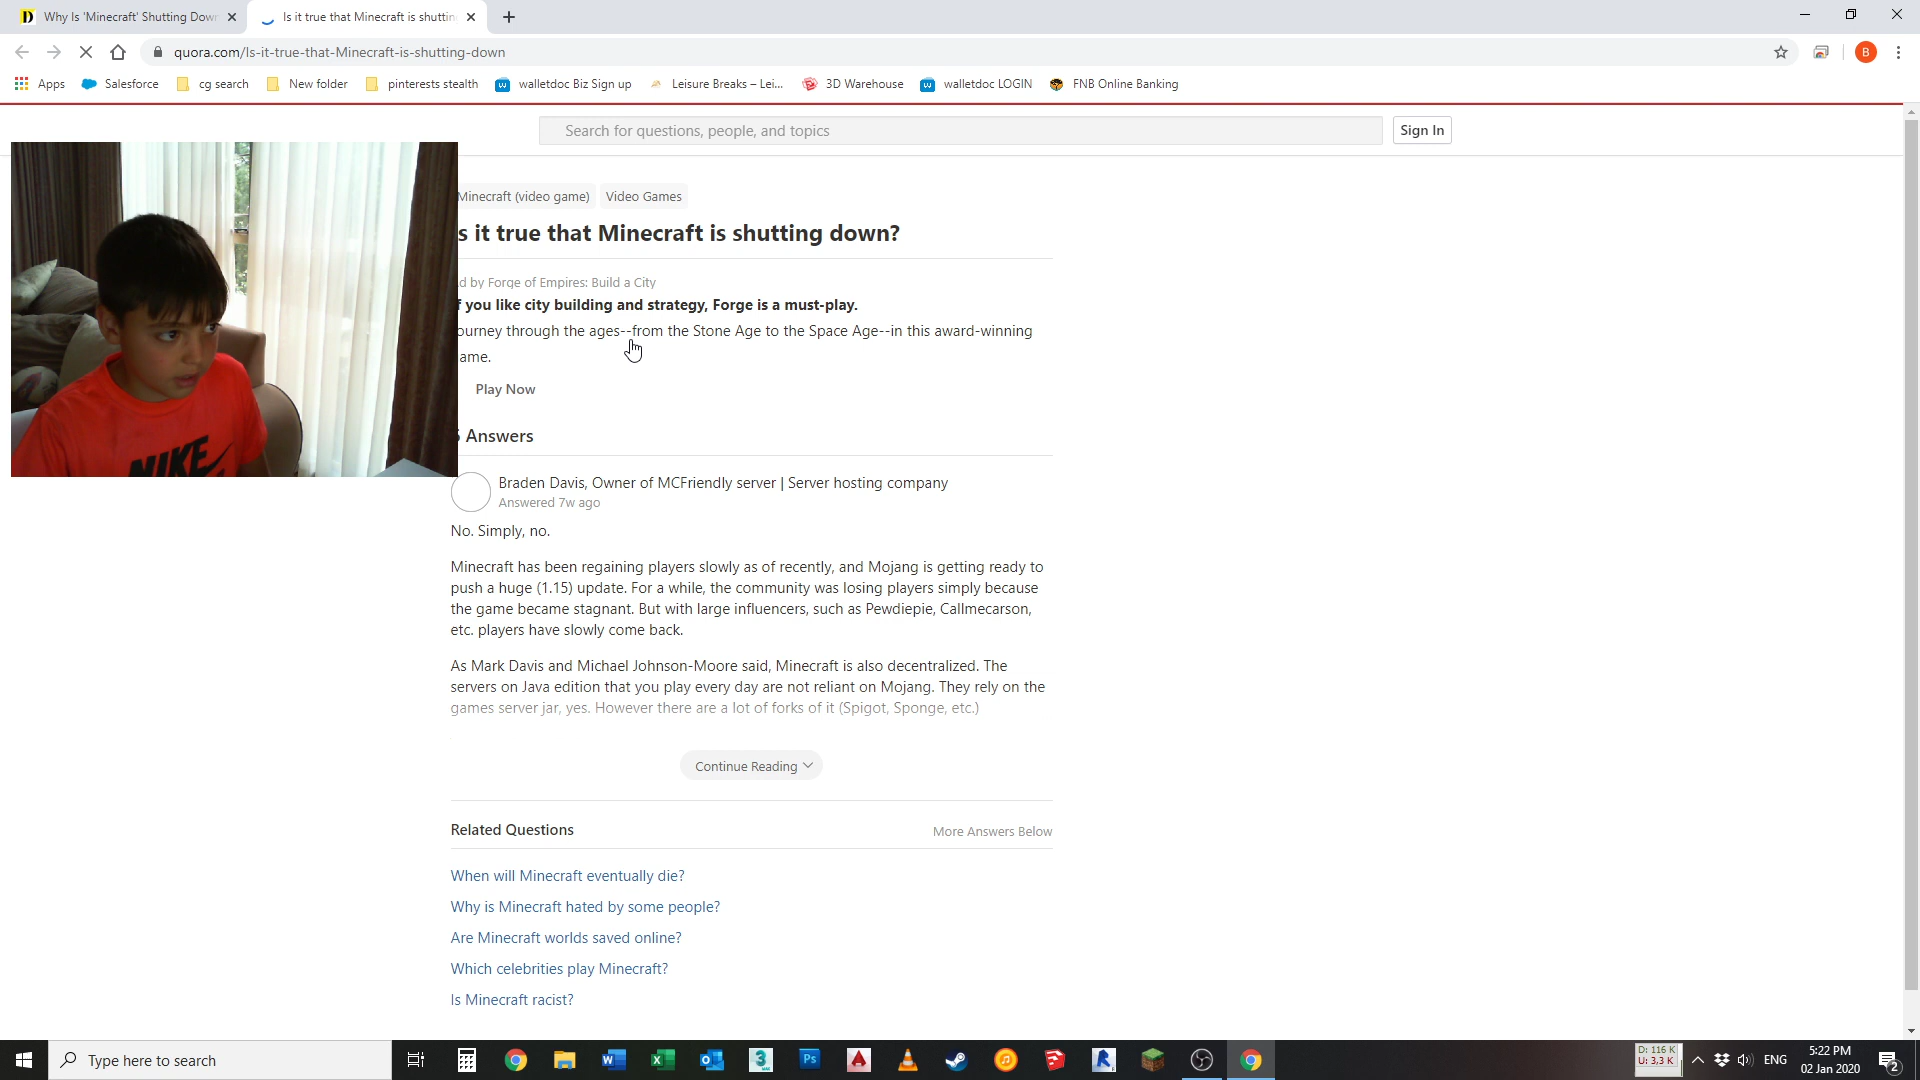 Why Is 'Minecraft' Shutting Down
Is it true that Minecraft is shuttin
quora.com/Is-it-true-that-Minecraft-is-shutting-down
B
Apps
Salesforce
cg search
New folder
pinterests stealth
walletdoc Biz Sign up
Leisure Breaks – Lei...
3D Warehouse
walletdoc LOGIN
FNB Online Banking
Search for questions, people, and topics
Sign In
Minecraft (video game)
Video Games
s it true that Minecraft is shutting down?
d by Forge of Empires: Build a City
f you like city building and strategy, Forge is a must-play.
ourney through the ages--from the Stone Age to the Space Age--in this award-winning
ame.
Play Now
NIKE
Answers
Braden Davis, Owner of MCFriendly server | Server hosting company
Answered 7w ago
No. Simply, no.
Minecraft has been regaining players slowly as of recently, and Mojang is getting ready to
push a huge (1.15) update. For a while, the community was losing players simply because
the game became stagnant. But with large influencers, such as Pewdiepie, Callmecarson,
etc. players have slowly come back.
As Mark Davis and Michael Johnson-Moore said, Minecraft is also decentralized. The
servers on Java edition that you play every day are not reliant on Mojang. They rely on the
games server jar, yes. However there are a lot of forks of it (Spigot, Sponge, etc.)
Continue Reading
Related Questions
More Answers Below
When will Minecraft eventually die?
Why is Minecraft hated by some people?
Are Minecraft worlds saved online?
Which celebrities play Minecraft?
Is Minecraft racist?
Type here to search
D: 116 K
U: 3,3 K
ENG
5:22 PM
02 Jan 2020
2